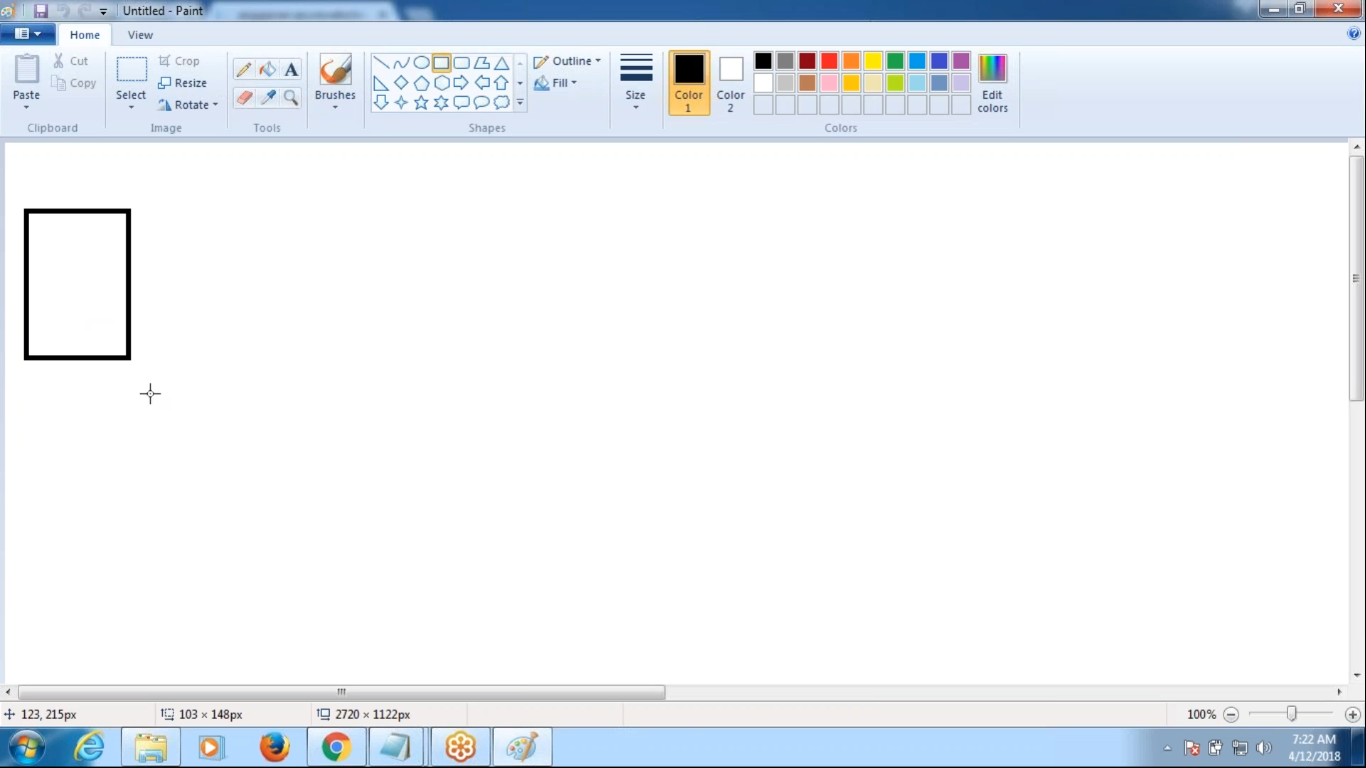 Untitled - Paint
Home View
Paste
Cut
Copy
Clipboard
Select
Crop
Resize
Rotate
Image
A
Tools
Brushes
Outline
Fill
Shapes
Size
Color 1
Color 2
Edit colors
Colors
123, 215px
103 × 148px
2720 × 1122px
100%
7:22 AM
4/12/2018